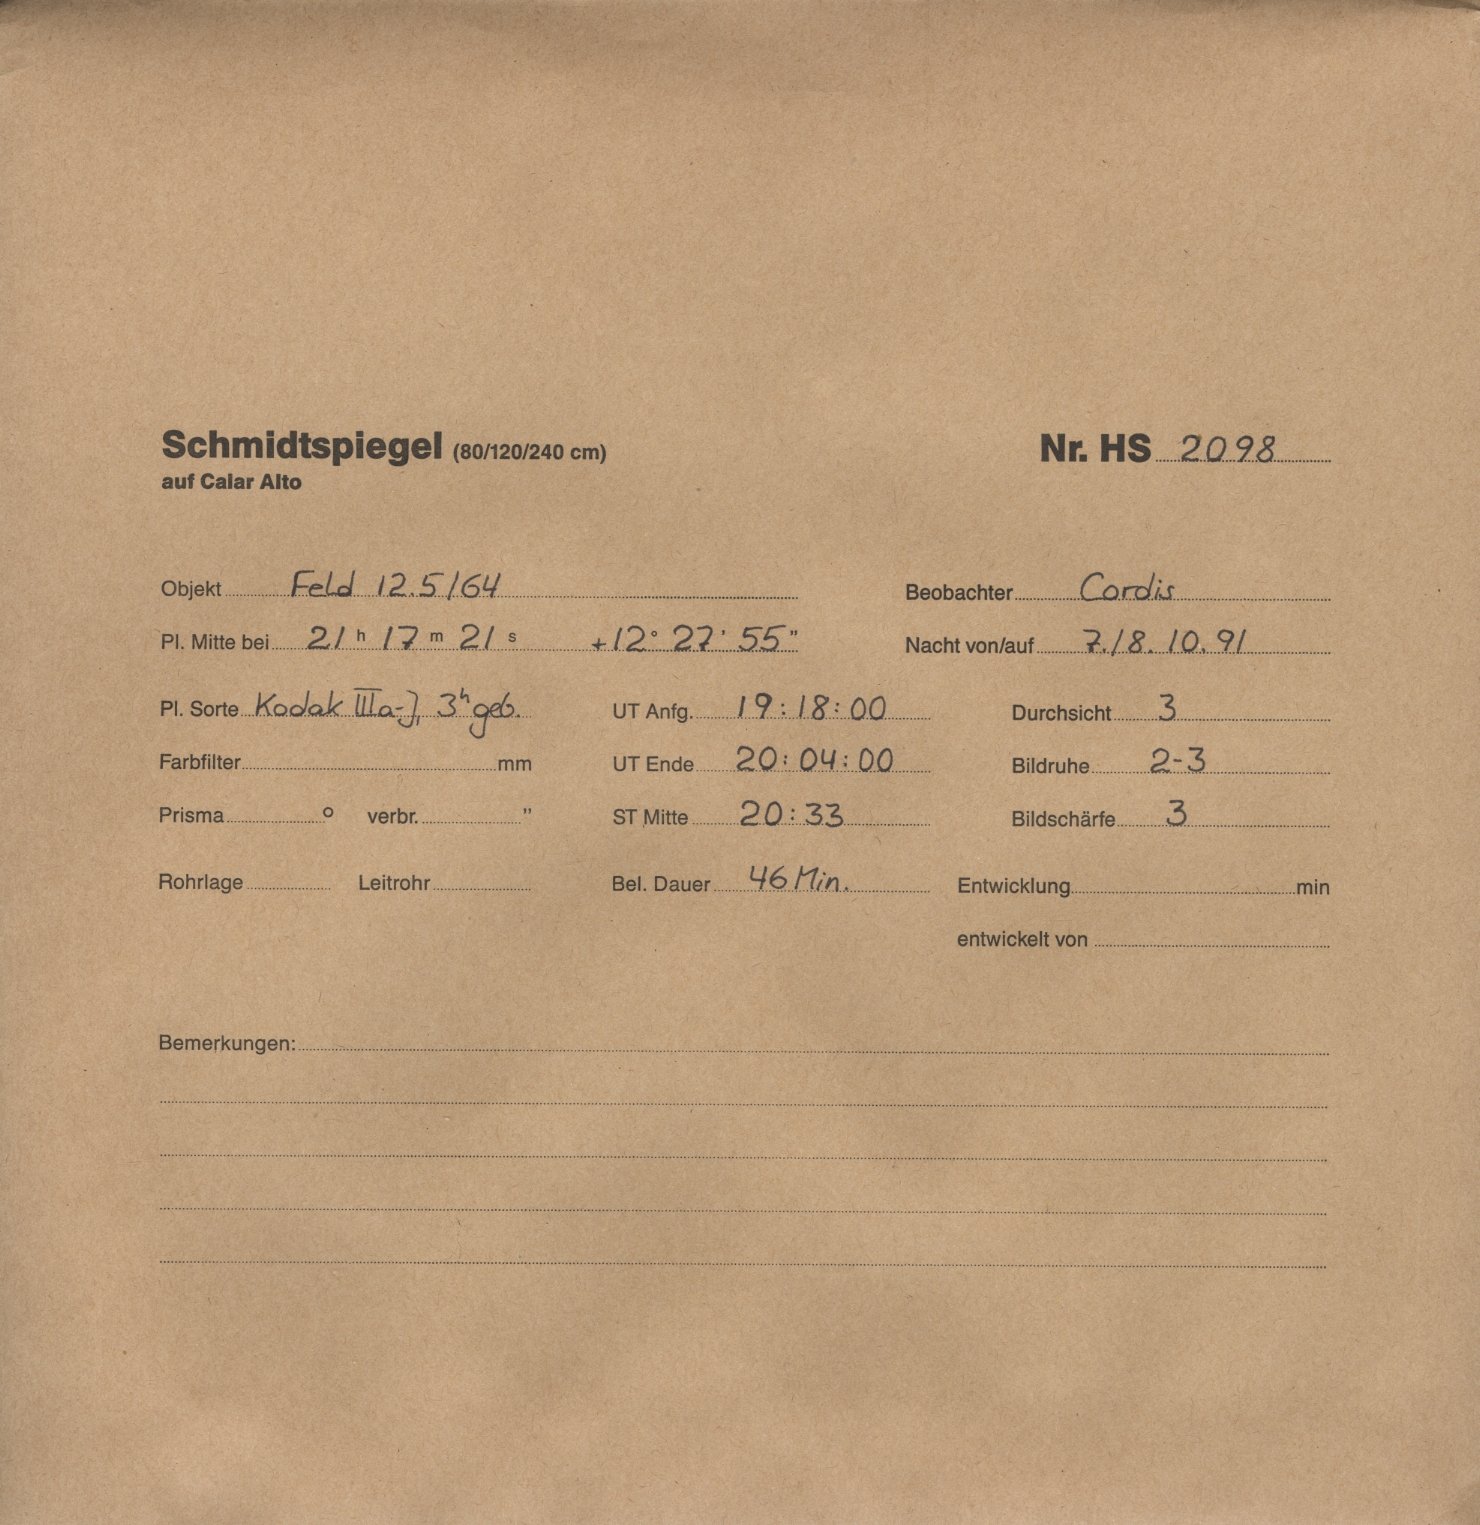 Schmidtspiegel (80/120/240 cm) Nr. HS 2098
auf Calar Alto
Objekt Feld 12.5/64 Beobachter Cordis
Pl. Mitte bei 21 h 17 m 21 s +12° 27' 55" Nacht von/auf 7./8. 10. 91
Pl. Sorte Kodak IIIa-J, 3h geb. UT Anfg. 19:18:00 Durchsicht 3
Farbfilter mm UT Ende 20:04:00 Bildruhe 2-3
Prisma ° verbr. " ST Mitte 20:33 Bildschärfe 3
Rohrlage Leitrohr Bel. Dauer 46 Min. Entwicklung min
entwickelt von
Bemerkungen: